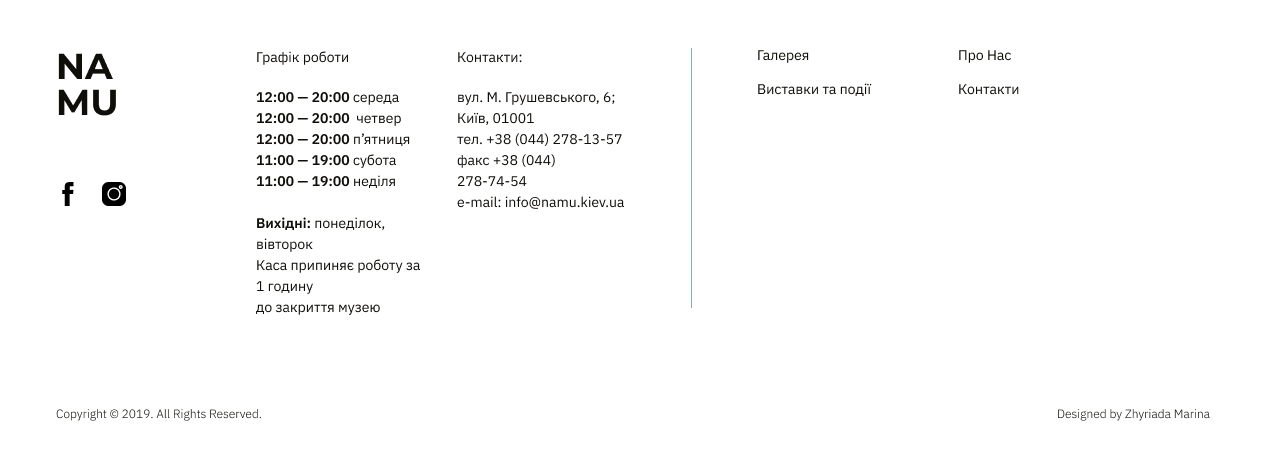 NA
MU
Графік роботи
12:00 — 20:00 середа
12:00 — 20:00 четвер
12:00 — 20:00 п’ятниця
11:00 — 19:00 субота
11:00 — 19:00 неділя
Вихідні: понеділок,
вівторок
Каса припиняє роботу за
1 годину
до закриття музею
Контакти:
вул. М. Грушевського, 6;
Київ, 01001
тел. +38 (044) 278-13-57
факс +38 (044)
278-74-54
e-mail: info@namu.kiev.ua
Галерея
Виставки та події
Про Нас
Контакти
Copyright © 2019. All Rights Reserved.
Designed by Zhyriada Marina